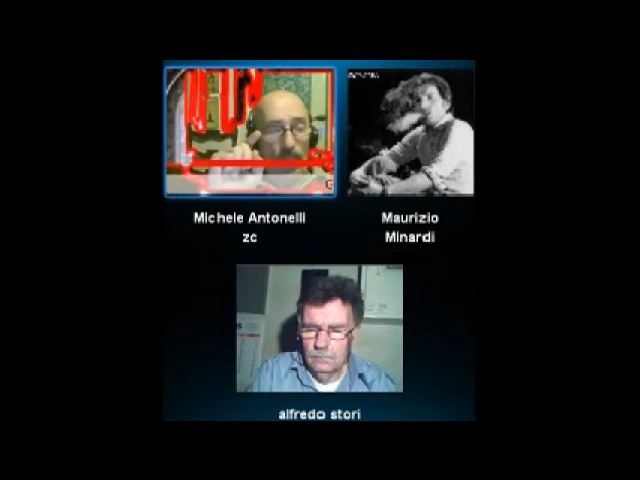 Michele Antonelli
zc
Maurizio
Minardi
alfredo stori